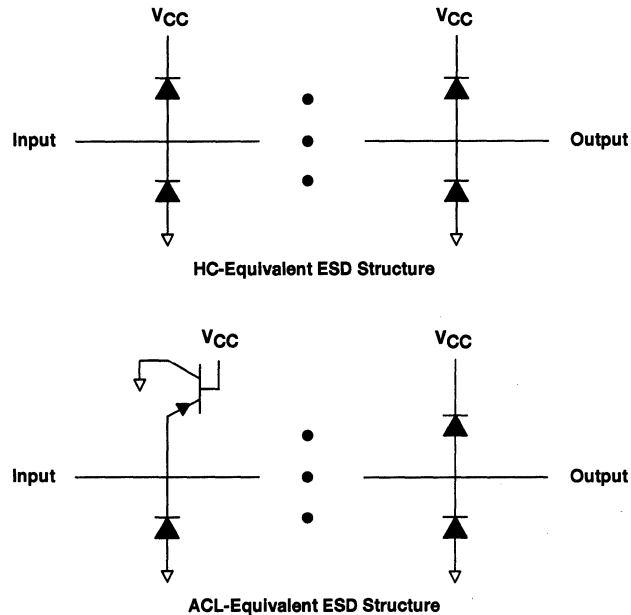 VCC VCC
Input Output
HC-Equivalent ESD Structure
VCC VCC
Input Output
ACL-Equivalent ESD Structure